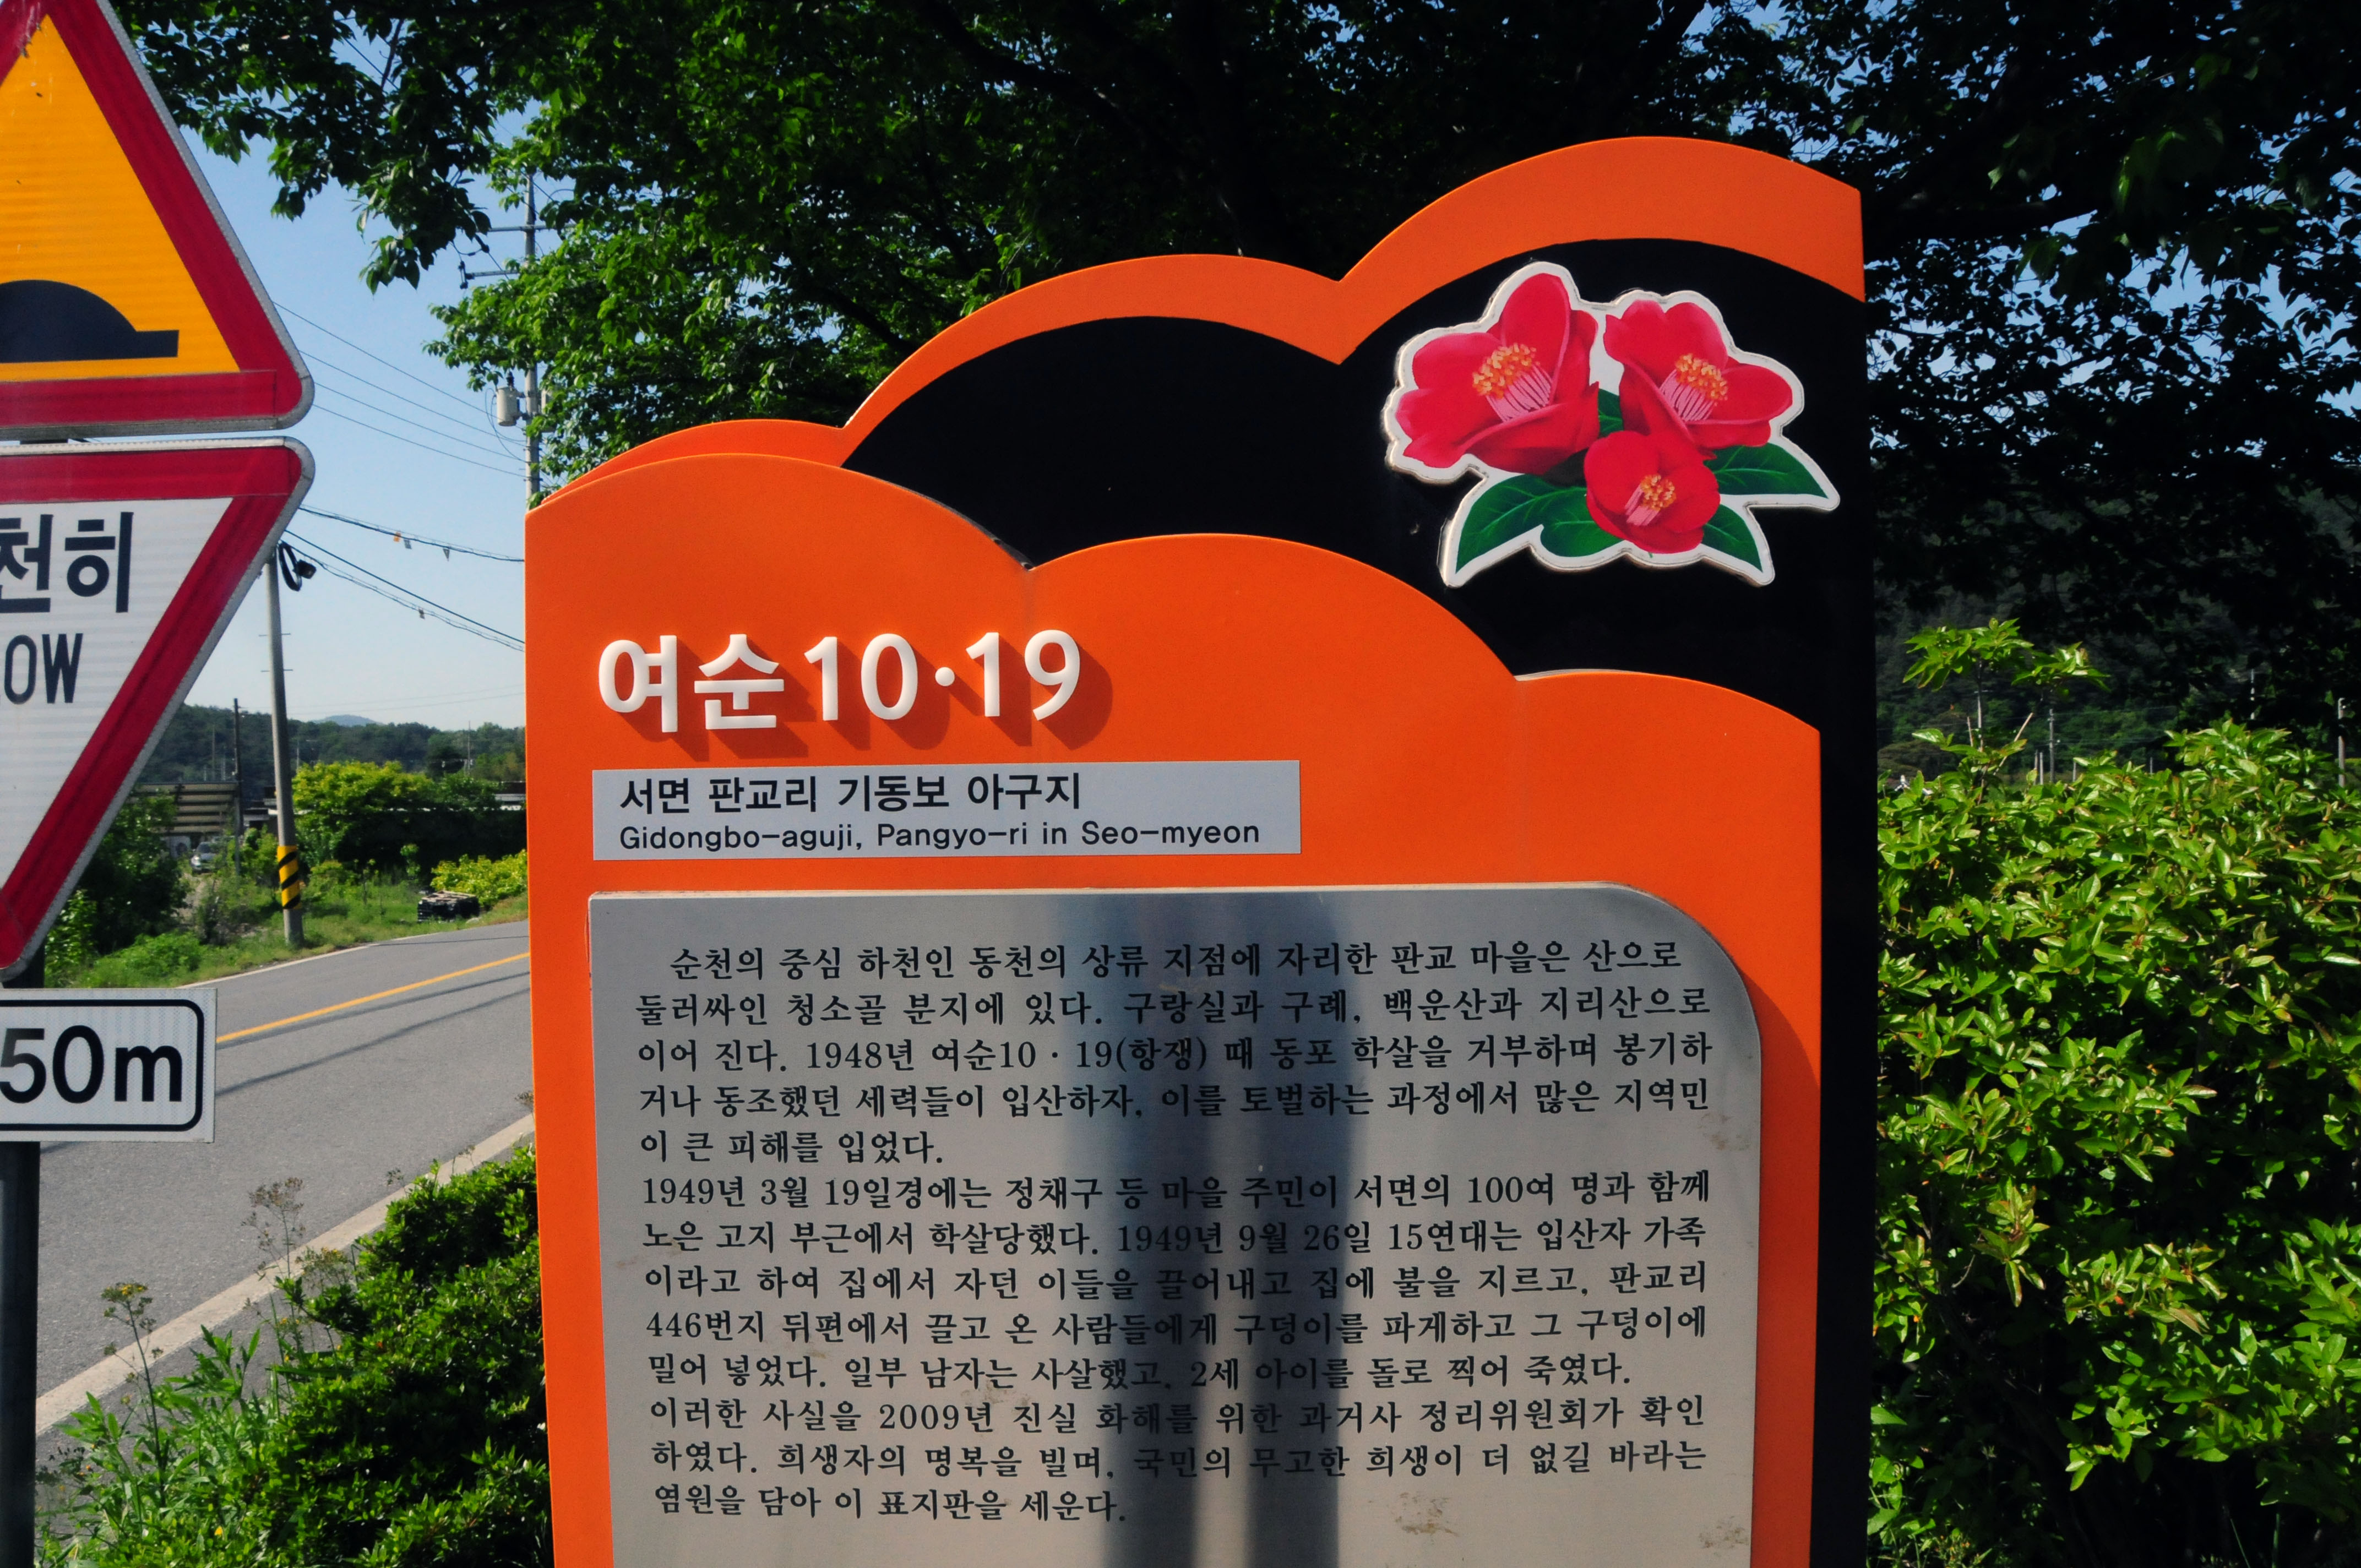 천히
OW
50m
여순10·19
서면 판교리 기동보 아구지
Gidongbo-aguji, Pangyo-ri in Seo-myeon
순천의 중심 하천인 동천의 상류 지점에 자리한 판교 마을은 산으로
둘러싸인 청소골 분지에 있다. 구랑실과 구례, 백운산과 지리산으로
이어 진다. 1948년 여순10·19(항쟁) 때 동포 학살을 거부하며 봉기하
거나 동조했던 세력들이 입산하자, 이를 토벌하는 과정에서 많은 지역민
이 큰 피해를 입었다.
1949년 3월 19일경에는 정채구 등 마을 주민이 서면의 100여 명과 함께
노은 고지 부근에서 학살당했다. 1949년 9월 26일 15연대는 입산자 가족
이라고 하여 집에서 자던 이들을 끌어내고 집에 불을 지르고, 판교리
446번지 뒤편에서 끌고 온 사람들에게 구덩이를 파게하고 그 구덩이에
밀어 넣었다. 일부 남자는 사살했고, 2세 아이를 돌로 찍어 죽였다.
이러한 사실을 2009년 진실 화해를 위한 과거사 정리위원회가 확인
하였다. 희생자의 명복을 빌며, 국민의 무고한 희생이 더 없길 바라는
염원을 담아 이 표지판을 세운다.